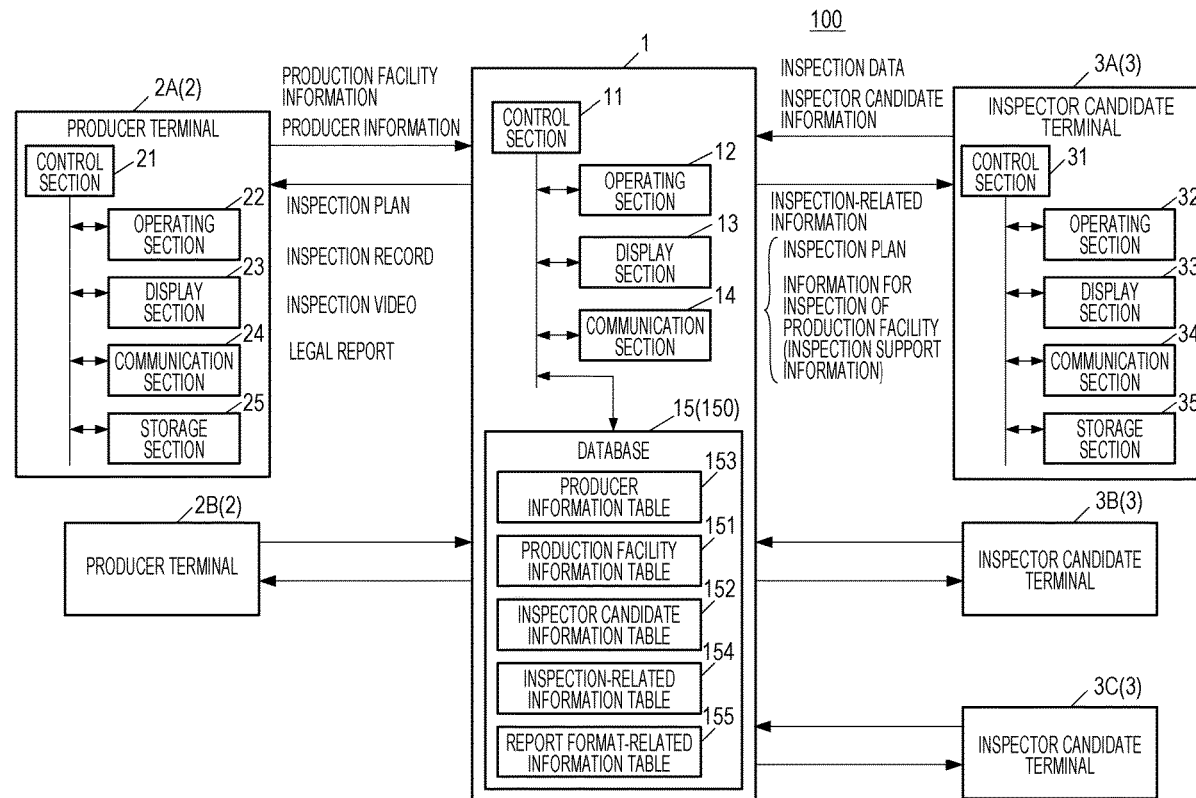 100
1
2A(2)
PRODUCER TERMINAL
CONTROL
SECTION
21
22
OPERATING
SECTION
23
DISPLAY
SECTION
24
COMMUNICATION
SECTION
25
STORAGE
SECTION
PRODUCTION FACILITY
INFORMATION
PRODUCER INFORMATION
INSPECTION PLAN
INSPECTION RECORD
INSPECTION VIDEO
LEGAL REPORT
11
CONTROL
SECTION
12
OPERATING
SECTION
13
DISPLAY
SECTION
14
COMMUNICATION
SECTION
15(150)
DATABASE
153
PRODUCER
INFORMATION TABLE
151
PRODUCTION FACILITY
INFORMATION TABLE
152
INSPECTOR CANDIDATE
INFORMATION TABLE
154
INSPECTION-RELATED
INFORMATION TABLE
155
REPORT FORMAT-RELATED
INFORMATION TABLE
INSPECTION DATA
INSPECTOR CANDIDATE
INFORMATION
INSPECTION-RELATED
INFORMATION
INSPECTION PLAN
INFORMATION FOR
INSPECTION OF
PRODUCTION FACILITY
(INSPECTION SUPPORT
INFORMATION)
3A(3)
INSPECTOR CANDIDATE
TERMINAL
CONTROL
SECTION
31
32
OPERATING
SECTION
33
DISPLAY
SECTION
34
COMMUNICATION
SECTION
35
STORAGE
SECTION
2B(2)
PRODUCER TERMINAL
3B(3)
INSPECTOR CANDIDATE
TERMINAL
3C(3)
INSPECTOR CANDIDATE
TERMINAL